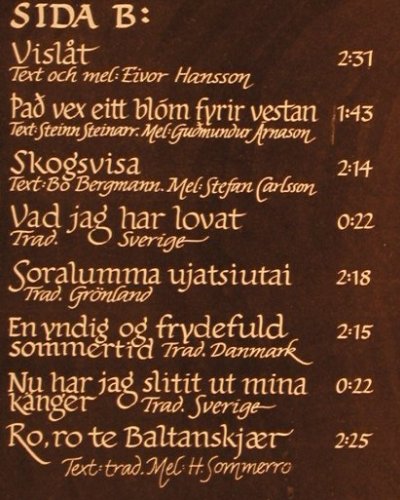 SIDA B:
Vislåt 2:31
Text och mel: Eivor Hansson
Það vex eitt blóm fyrir vestan 1:43
Text: Steinn Steinarr. Mel: Guðmundur Árnason
Skogsvisa 2:14
Text: Bo Bergmann. Mel: Stefan Carlsson
Vad jag har lovat 0:22
Trad. Sverige
Soralumma ujatsiutai 2:18
Trad. Grönland
En yndig og frydefuld 2:15
sommertid Trad. Danmark
Nu har jag slitit ut mina 0:22
kängor Trad. Sverige
Ro, ro te Baltanskjær 2:25
Text: trad. Mel: H. Sommerro